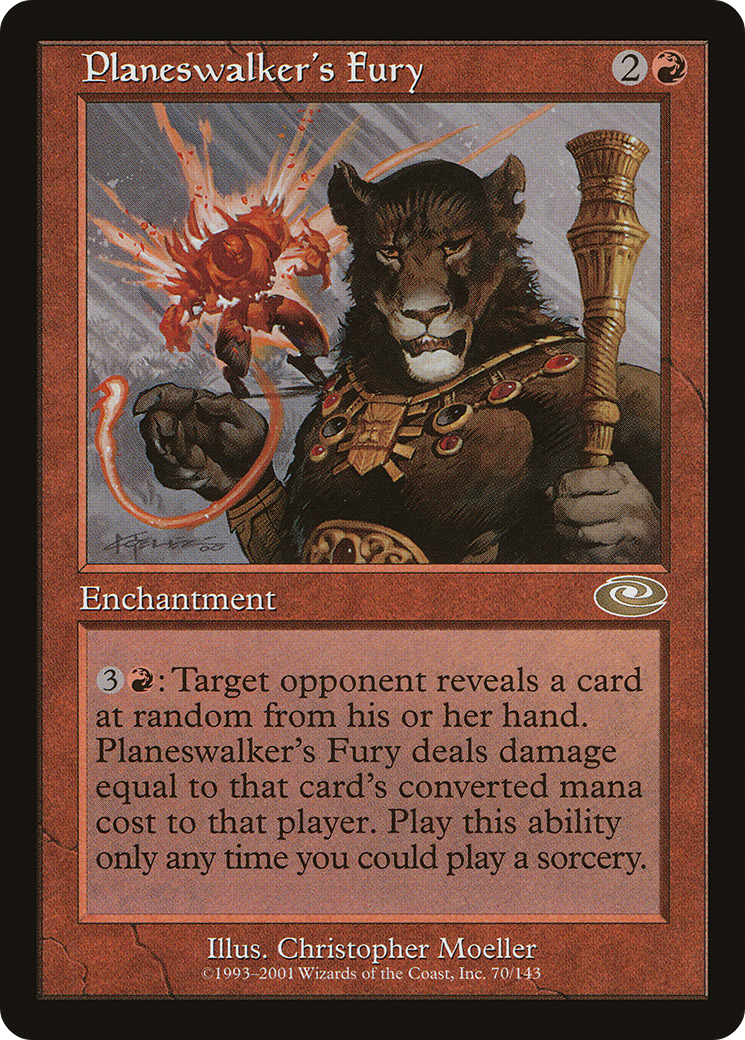 Planeswalker's Fury 2
Enchantment
3 : Target opponent reveals a card
at random from his or her hand.
Planeswalker's Fury deals damage
equal to that card's converted mana
cost to that player. Play this ability
only any time you could play a sorcery.
Illus. Christopher Moeller
©1993–2001 Wizards of the Coast, Inc. 70/143